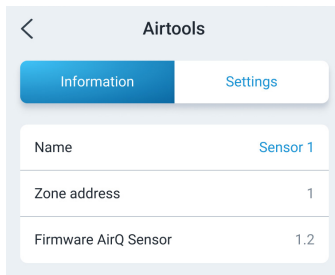 Airtools
Information Settings
Name Sensor 1
Zone address 1
Firmware AirQ Sensor 1.2